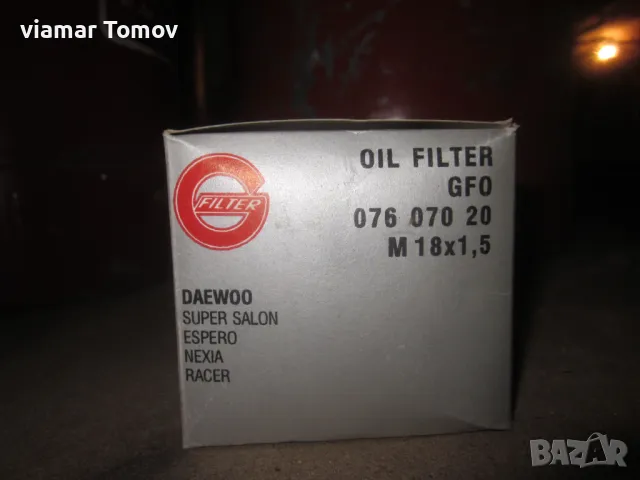 viamar Tomov
OIL FILTER
GFO
076 070 20
M 18x1,5
FILTER
DAEWOO
SUPER SALON
ESPERO
NEXIA
RACER
BAZAR